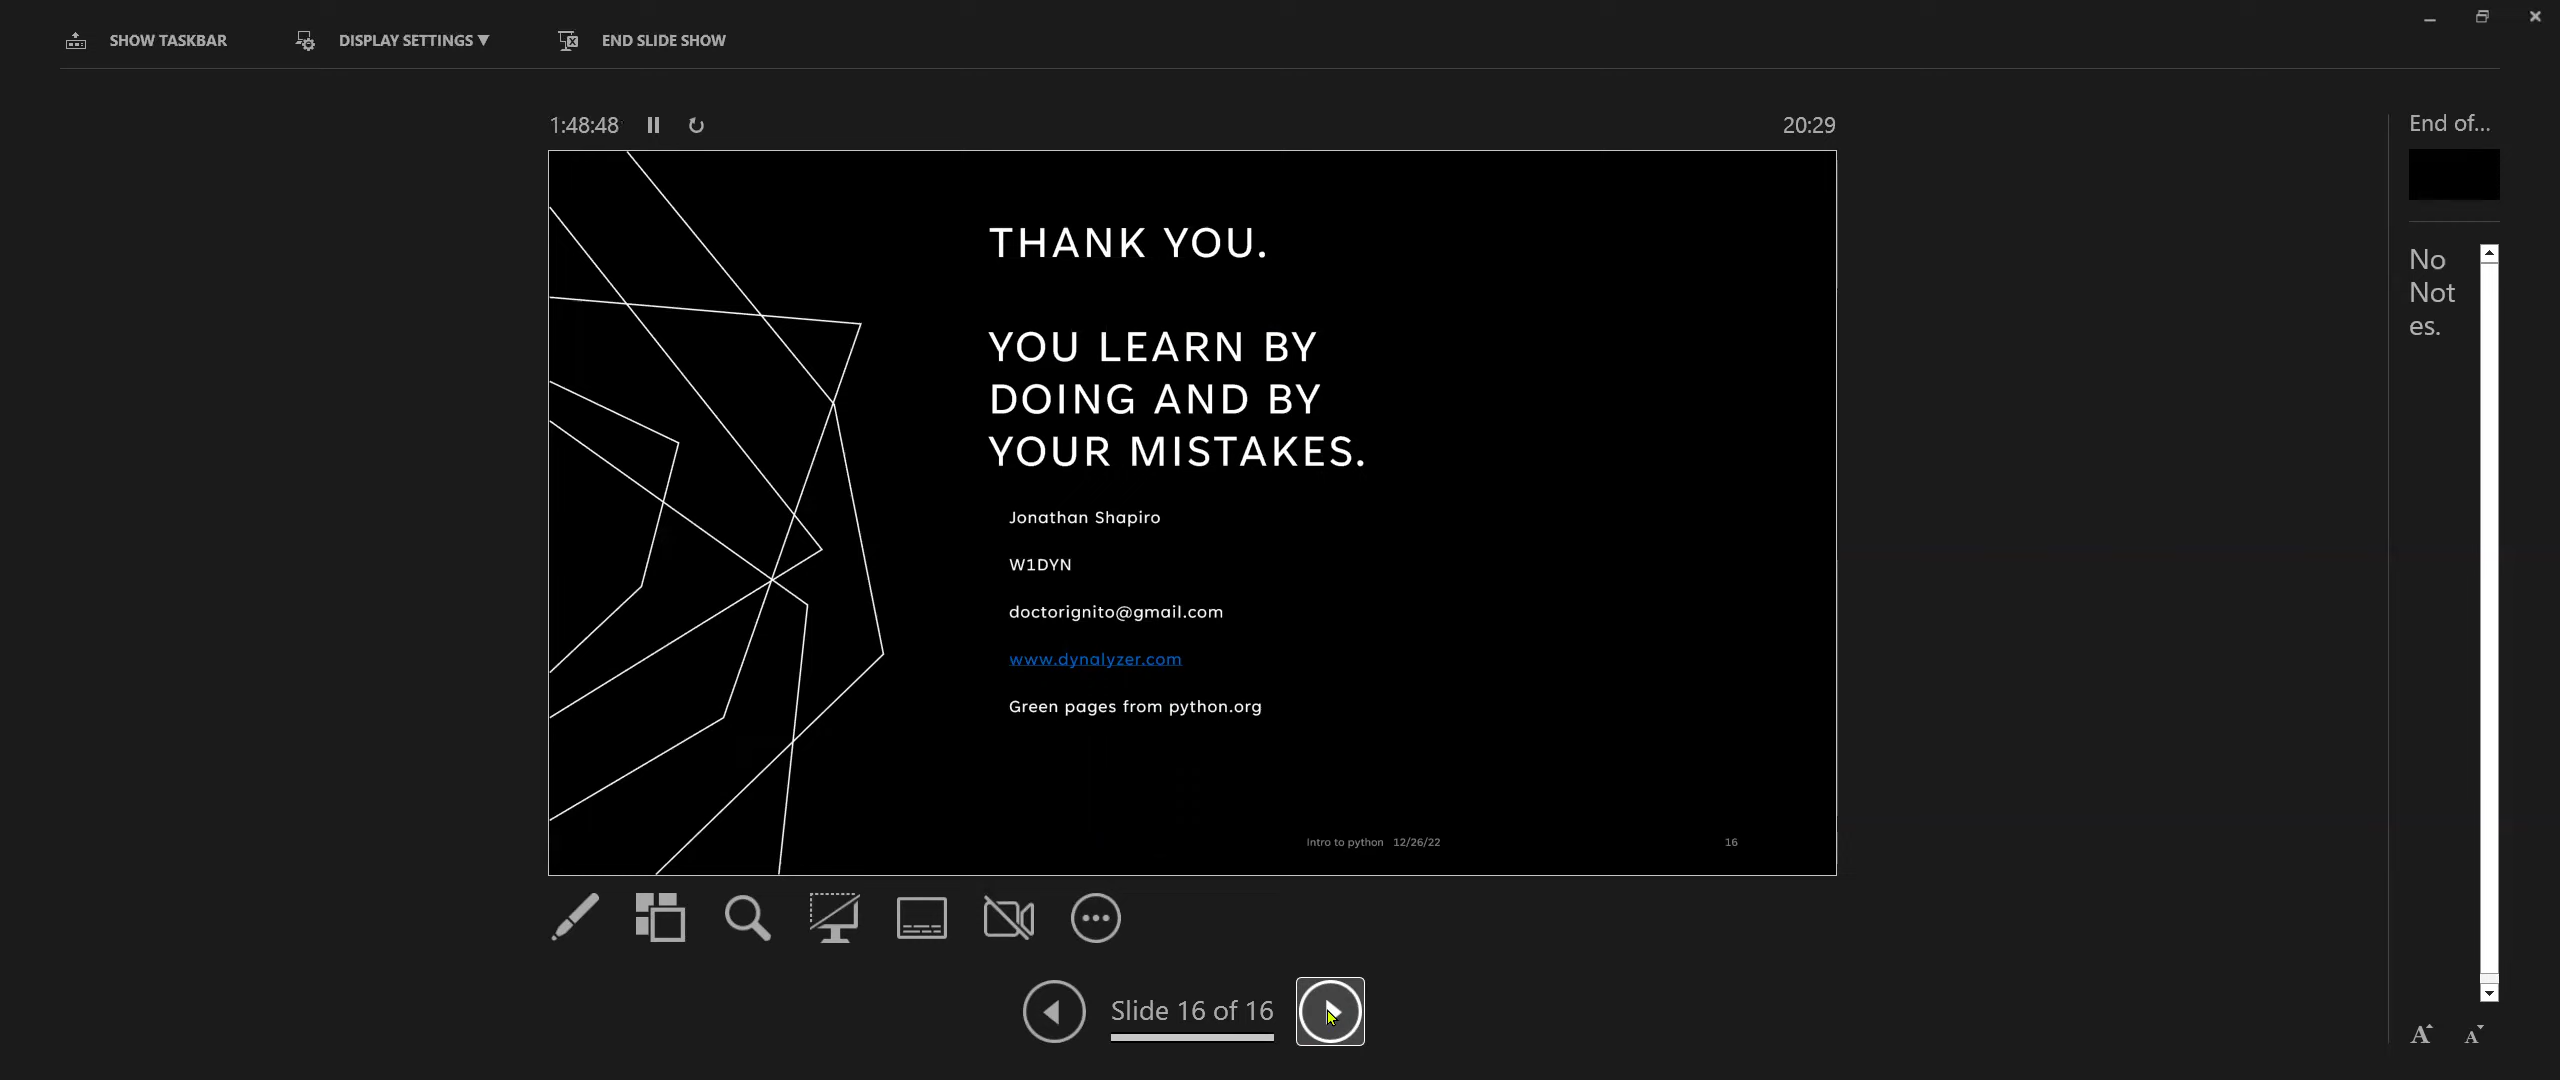 SHOW TASKBAR
DISPLAY SETTINGS ▼
END SLIDE SHOW
1:48:48
20:29
THANK YOU.
YOU LEARN BY
DOING AND BY
YOUR MISTAKES.
Jonathan Shapiro
W1DYN
doctorignito@gmail.com
www.dynalyzer.com
Green pages from python.org
Intro to python 12/26/22
16
Slide 16 of 16
End of...
No
Not
es.
A
A